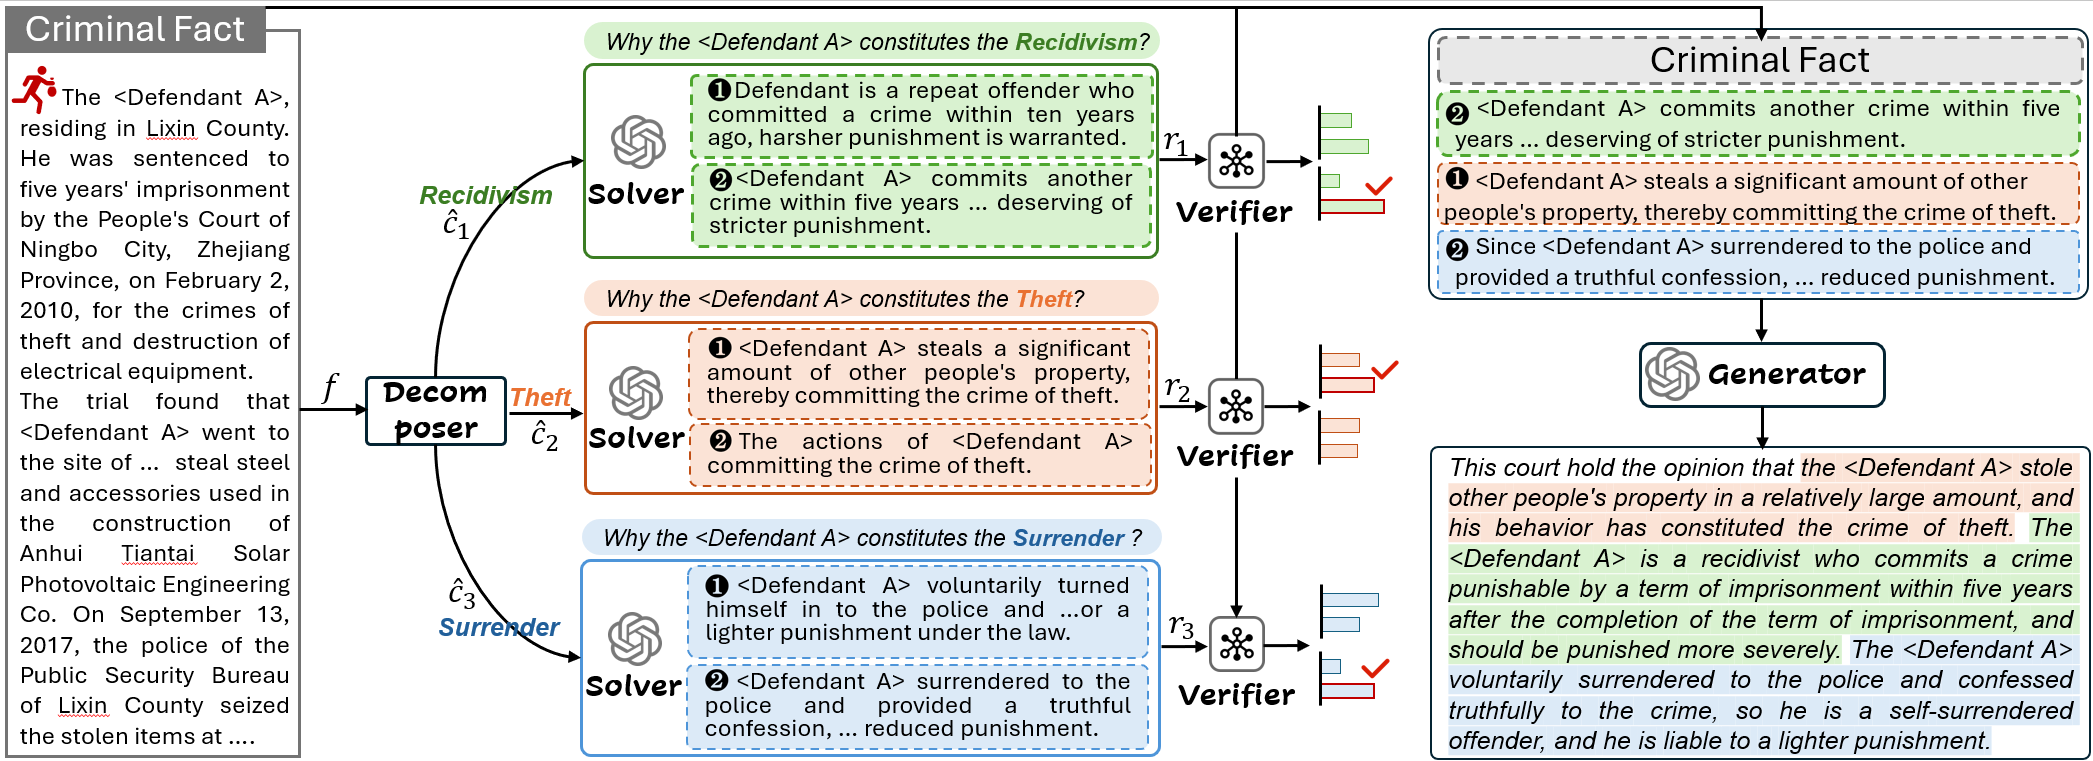 Criminal Fact
The <Defendant A>,
residing in Lixin County.
He was sentenced to
five years' imprisonment
by the People's Court of
Ningbo City, Zhejiang
Province, on February 2,
2010, for the crimes of
theft and destruction of
electrical equipment.
The trial found that
<Defendant A> went to
the site of ... steal steel
and accessories used in
the construction of
Anhui Tiantai Solar
Photovoltaic Engineering
Co. On September 13,
2017, the police of the
Public Security Bureau
of Lixin County seized
the stolen items at ....
f
Decom
poser
Recidivism
ĉ1
Theft
ĉ2
ĉ3
Surrender
Why the <Defendant A> constitutes the Recidivism?
Solver
❶Defendant is a repeat offender who
committed a crime within ten years
ago, harsher punishment is warranted.
❷<Defendant A> commits another
crime within five years ... deserving of
stricter punishment.
r1
Verifier
Why the <Defendant A> constitutes the Theft?
Solver
❶ <Defendant A> steals a significant
amount of other people's property,
thereby committing the crime of theft.
❷ The actions of <Defendant A>
committing the crime of theft.
r2
Verifier
Why the <Defendant A> constitutes the Surrender ?
Solver
❶ <Defendant A> voluntarily turned
himself in to the police and ...or a
lighter punishment under the law.
❷ <Defendant A> surrendered to the
police and provided a truthful
confession, ... reduced punishment.
r3
Verifier
Criminal Fact
❷ <Defendant A> commits another crime within five
years ... deserving of stricter punishment.
❶ <Defendant A> steals a significant amount of other
people's property, thereby committing the crime of theft.
❷ Since <Defendant A> surrendered to the police and
provided a truthful confession, ... reduced punishment.
Generator
This court hold the opinion that the <Defendant A> stole
other people's property in a relatively large amount, and
his behavior has constituted the crime of theft. The
<Defendant A> is a recidivist who commits a crime
punishable by a term of imprisonment within five years
after the completion of the term of imprisonment, and
should be punished more severely. The <Defendant A>
voluntarily surrendered to the police and confessed
truthfully to the crime, so he is a self-surrendered
offender, and he is liable to a lighter punishment.